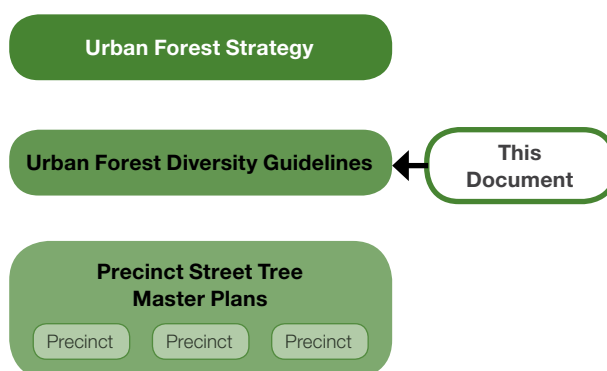 Urban Forest Strategy
Urban Forest Diversity Guidelines
This
Document
Precinct Street Tree
Master Plans
Precinct
Precinct
Precinct